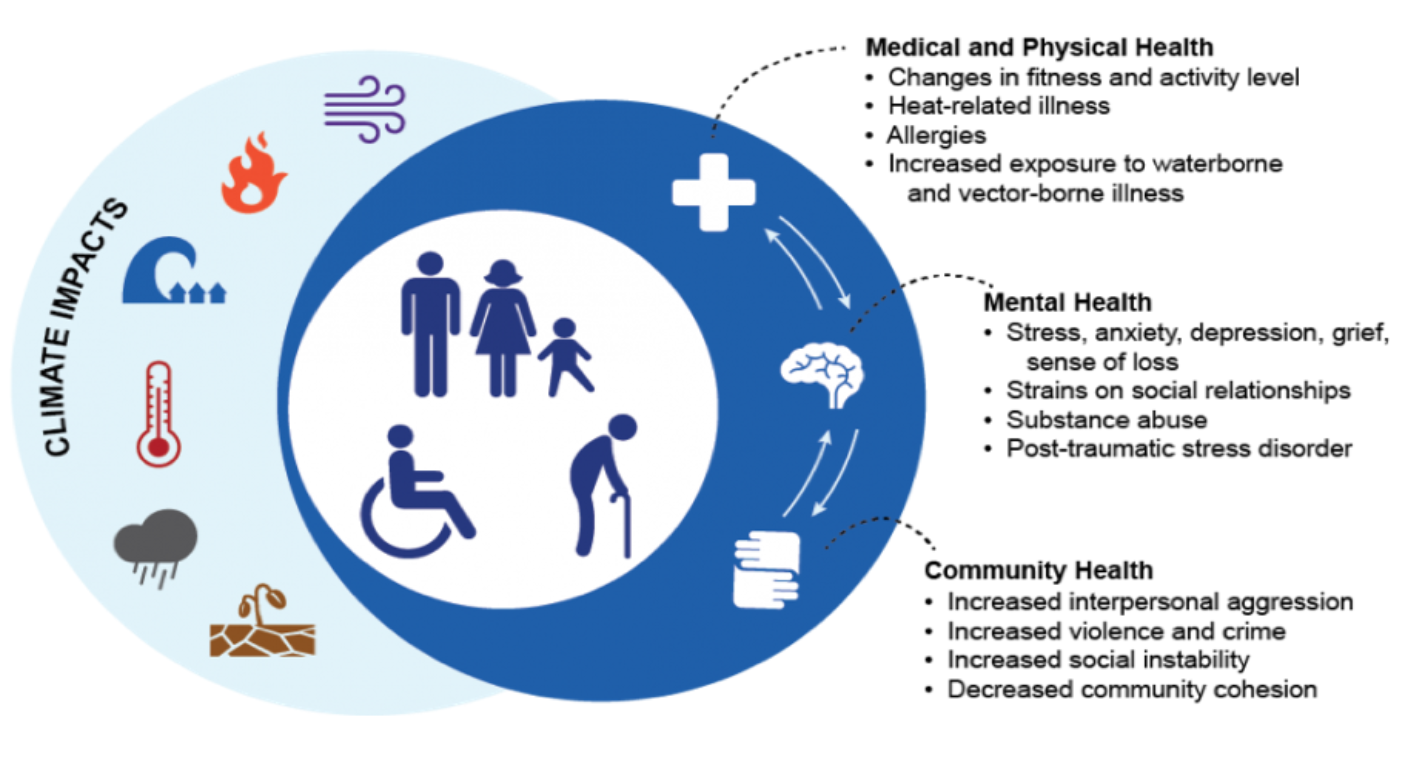 CLIMATE IMPACTS
Medical and Physical Health
• Changes in fitness and activity level
• Heat-related illness
• Allergies
• Increased exposure to waterborne
and vector-borne illness
Mental Health
• Stress, anxiety, depression, grief,
sense of loss
• Strains on social relationships
• Substance abuse
• Post-traumatic stress disorder
Community Health
• Increased interpersonal aggression
• Increased violence and crime
• Increased social instability
• Decreased community cohesion